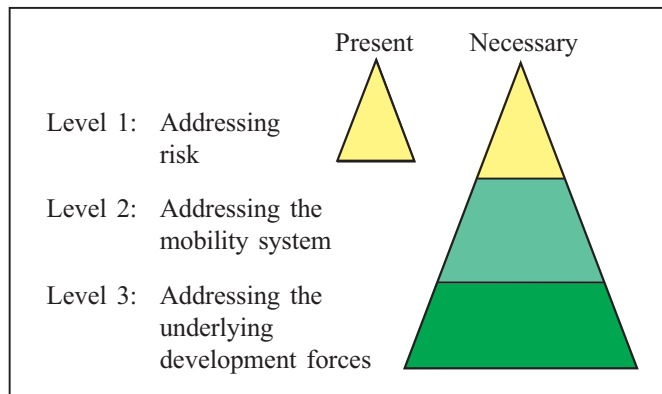 Present Necessary
Level 1: Addressing
risk
Level 2: Addressing the
mobility system
Level 3: Addressing the
underlying
development forces